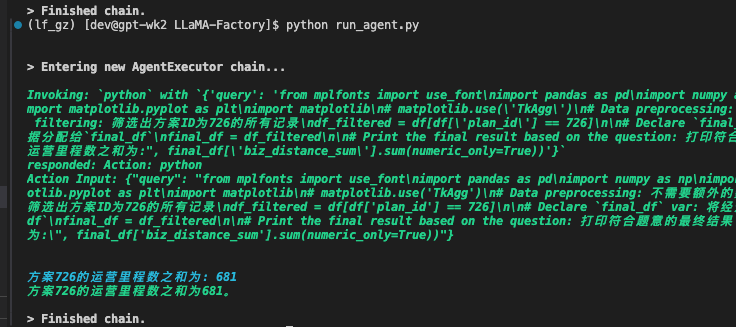 > Finished chain.
(lf_gz) [dev@gpt-wk2 LLaMA-Factory]$ python run_agent.py
> Entering new AgentExecutor chain...
Invoking: `python` with `{'query': 'from mplfonts import use_font\nimport pandas as pd\nimport numpy a
mport matplotlib.pyplot as plt\nimport matplotlib\n# matplotlib.use(\'TkAgg\')\n# Data preprocessing:
filtering: 筛选出方案ID为726的所有记录\ndf_filtered = df[df[\'plan_id\'] == 726]\n\n# Declare `final_
据分配给`final_df`\nfinal_df = df_filtered\n\n# Print the final result based on the question: 打印符合
运营里程数之和为:", final_df[\'biz_distance_sum\'].sum(numeric_only=True))'}`
responded: Action: python
Action Input: {"query": "from mplfonts import use_font\nimport pandas as pd\nimport numpy as np\nimpor
otlib.pyplot as plt\nimport matplotlib\n# matplotlib.use('TkAgg')\n# Data preprocessing: 不需要额外的
筛选出方案ID为726的所有记录\ndf_filtered = df[df['plan_id'] == 726]\n\n# Declare `final_df` var: 将经
df`\nfinal_df = df_filtered\n\n# Print the final result based on the question: 打印符合题意的最终结果
为:\", final_df['biz_distance_sum'].sum(numeric_only=True))"}
方案726的运营里程数之和为: 681
方案726的运营里程数之和为681。
> Finished chain.